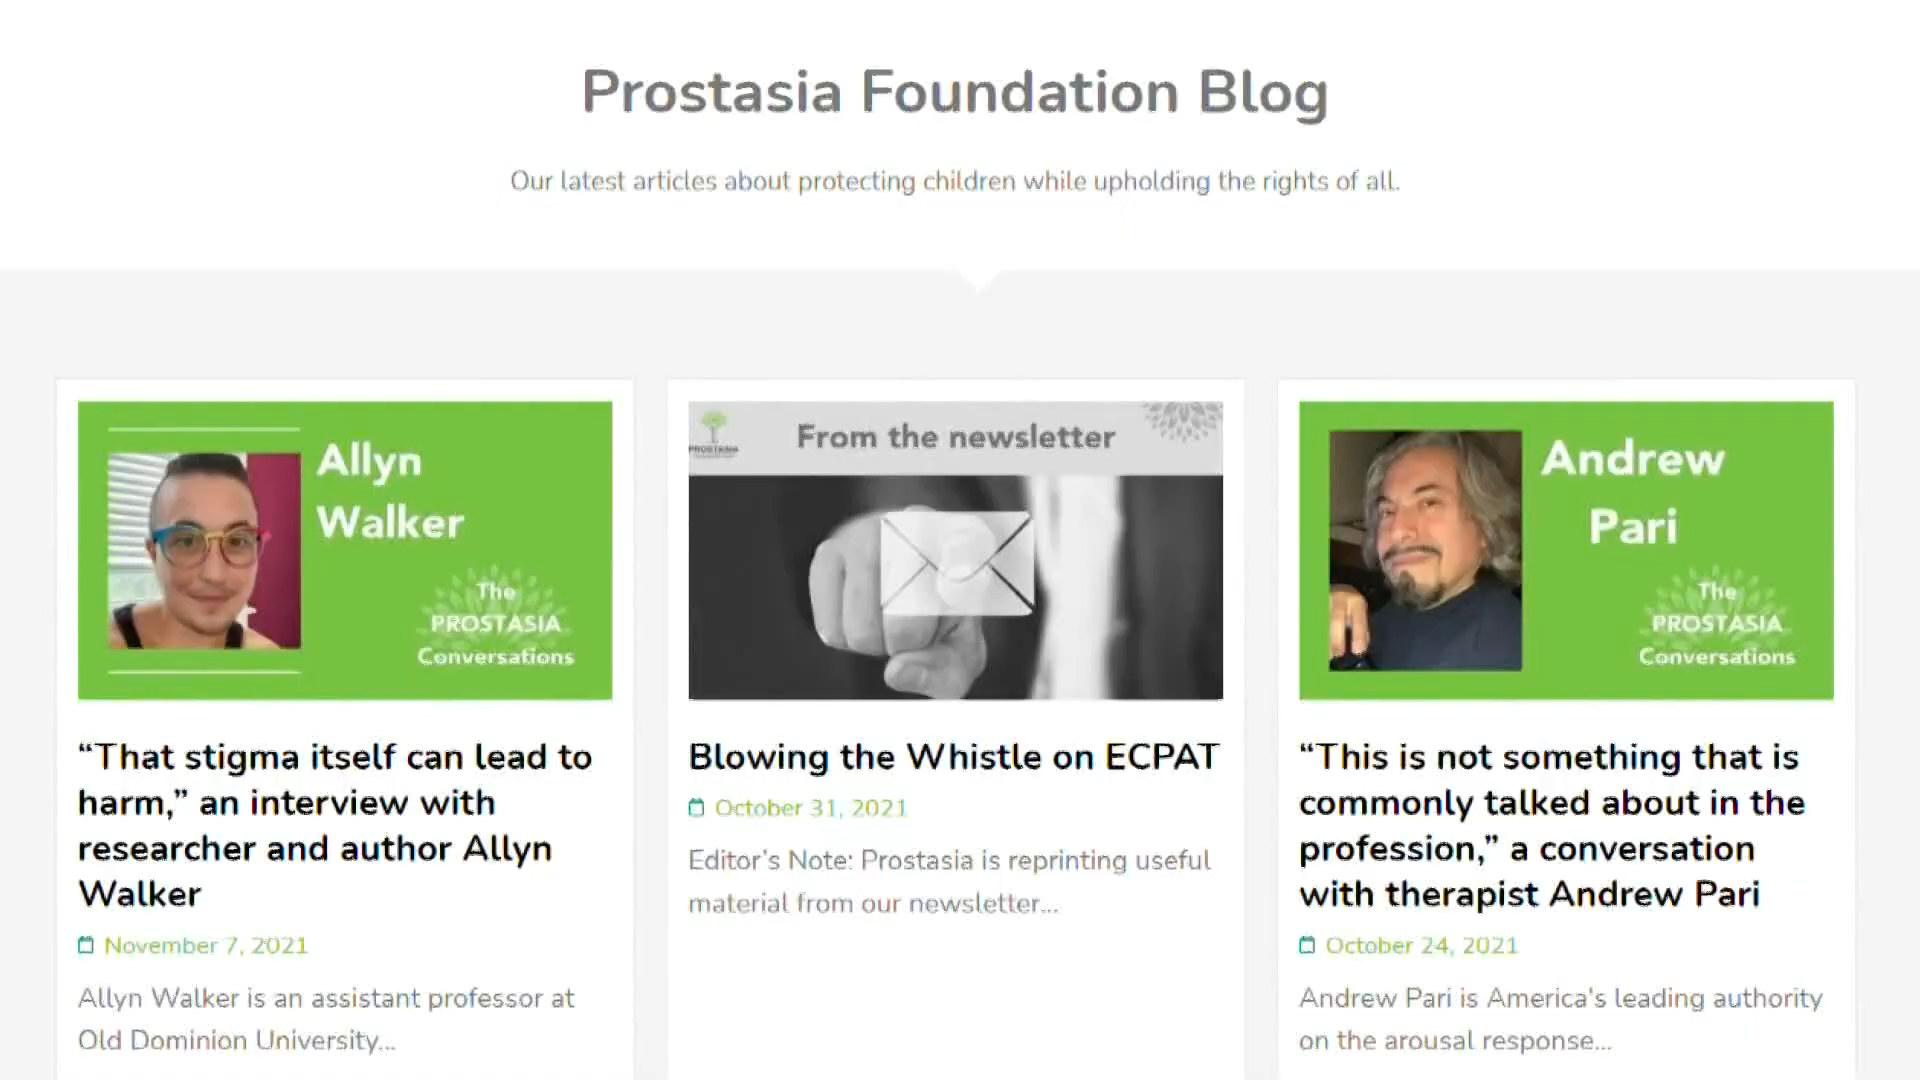 Prostasia Foundation Blog
Our latest articles about protecting children while upholding the rights of all.
Allyn
Walker
The
PROSTASIA
Conversations
“That stigma itself can lead to
harm,” an interview with
researcher and author Allyn
Walker
November 7, 2021
Allyn Walker is an assistant professor at
Old Dominion University...
From the newsletter
PROSTASIA
Blowing the Whistle on ECPAT
October 31, 2021
Editor’s Note: Prostasia is reprinting useful
material from our newsletter...
Andrew
Pari
The
PROSTASIA
Conversations
“This is not something that is
commonly talked about in the
profession,” a conversation
with therapist Andrew Pari
October 24, 2021
Andrew Pari is America's leading authority
on the arousal response...